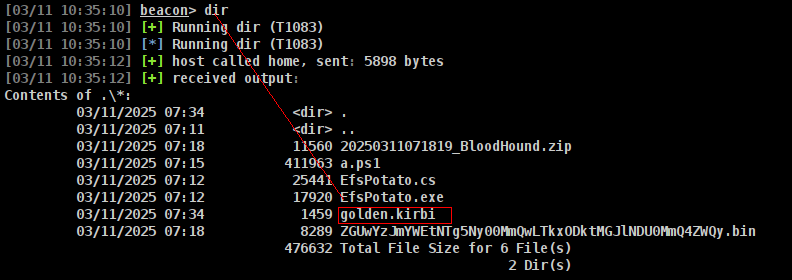 [03/11 10:35:10] beacon> dir
[03/11 10:35:10] [+] Running dir (T1083)
[03/11 10:35:10] [*] Running dir (T1083)
[03/11 10:35:12] [+] host called home, sent: 5898 bytes
[03/11 10:35:12] [+] received output:
Contents of .\*:
03/11/2025 07:34 <dir> .
03/11/2025 07:11 <dir> ..
03/11/2025 07:18 11560 20250311071819_BloodHound.zip
03/11/2025 07:15 411963 a.ps1
03/11/2025 07:12 25441 EfsPotato.cs
03/11/2025 07:12 17920 EfsPotato.exe
03/11/2025 07:34 1459 golden.kirbi
03/11/2025 07:18 8289 ZGUwYzJmYWEtNTg5Ny00MmQwLTkxODktMGJlNDU0MmQ4ZWQy.bin
476632 Total File Size for 6 File(s)
2 Dir(s)